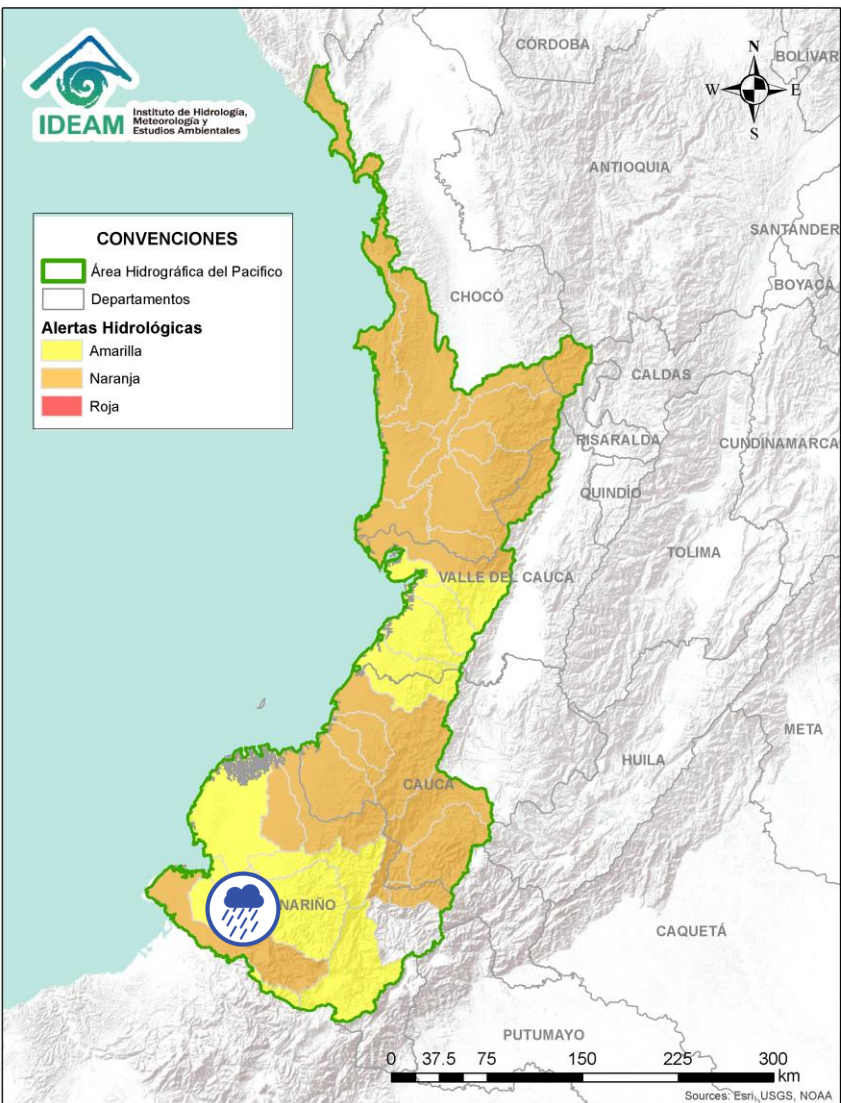 IDEAM
Instituto de Hidrología,
Meteorología y
Estudios Ambientales
CÓRDOBA
BOLÍVAR
N
W
E
S
ANTIOQUIA
SANTANDER
BOYACÁ
CONVENCIONES
Área Hidrográfica del Pacifico
Departamentos
Alertas Hidrológicas
Amarilla
Naranja
Roja
CHOCÓ
CALDAS
RISARALDA
CUNDINAMARCA
QUINDÍO
TOLIMA
VALLE DEL CAUCA
META
HUILA
CAUCA
NARIÑO
CAQUETÁ
PUTUMAYO
0 37.5 75 150 225 300
km
Sources: Esri, USGS, NOAA